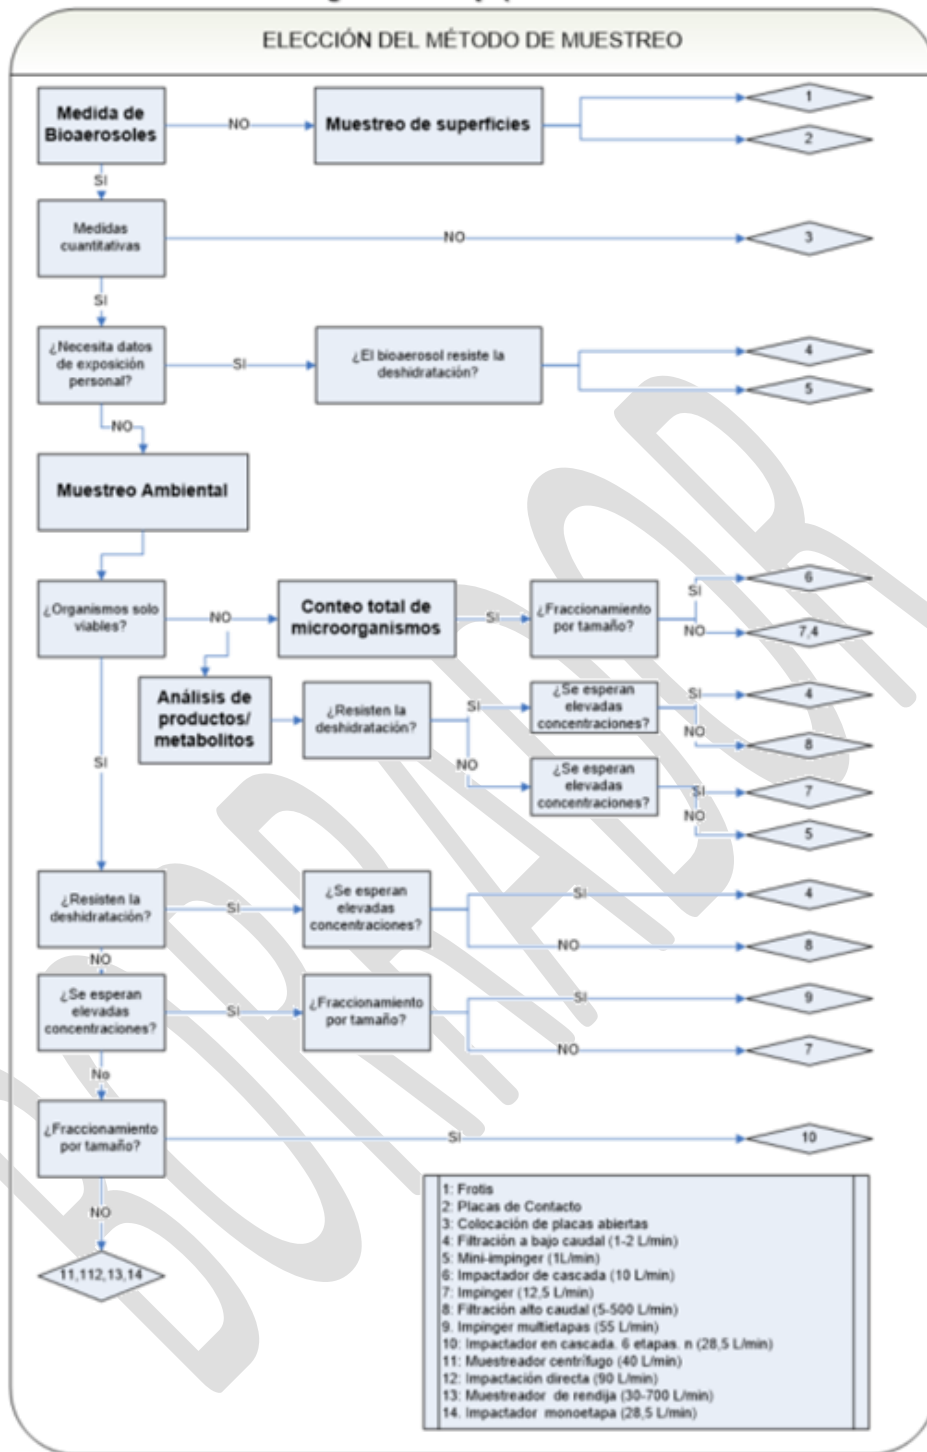 ELECCIÓN DEL MÉTODO DE MUESTREO
Medida de
Bioaerosoles
NO
Muestreo de superficies
1
2
SI
Medidas
cuantitativas
NO
3
SI
¿Necesita datos
de exposición
personal?
SI
¿El bioaerosol resiste la
deshidratación?
4
5
NO
Muestreo Ambiental
¿Organismos solo
viables?
NO
Conteo total de
microorganismos
SI
¿Fraccionamiento
por tamaño?
SI
6
NO
7,4
Análisis de
productos/
metabolitos
¿Resisten la
deshidratación?
SI
¿Se esperan
elevadas
concentraciones?
SI
4
NO
8
NO
¿Se esperan
elevadas
concentraciones?
SI
7
NO
5
SI
¿Resisten la
deshidratación?
SI
¿Se esperan
elevadas
concentraciones?
SI
4
NO
8
NO
¿Se esperan
elevadas
concentraciones?
SI
¿Fraccionamiento
por tamaño?
SI
9
NO
7
No
¿Fraccionamiento
por tamaño?
SI
10
NO
11,112,13,14
1: Frotis
2: Placas de Contacto
3: Colocación de placas abiertas
4: Filtración a bajo caudal (1-2 L/min)
5: Mini-impinger (1L/min)
6: Impactador de cascada (10 L/min)
7: Impinger (12,5 L/min)
8: Filtración alto caudal (5-500 L/min)
9. Impinger multietapas (55 L/min)
10: Impactador en cascada. 6 etapas. n (28,5 L/min)
11: Muestreador centrífugo (40 L/min)
12: Impactación directa (90 L/min)
13: Muestreador de rendija (30-700 L/min)
14. Impactador monoetapa (28,5 L/min)
BORRADOR